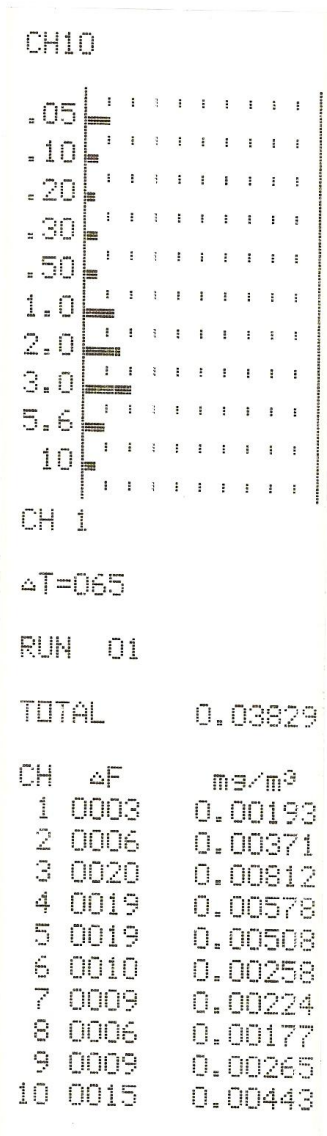 CH10
.05
.10
.20
.30
.50
1.0
2.0
3.0
5.6
10
CH 1
△T=065
RUN 01
TOTAL 0.03829
CH △F mg/m³
1 0003 0.00193
2 0006 0.00371
3 0020 0.00812
4 0019 0.00578
5 0019 0.00508
6 0010 0.00258
7 0009 0.00224
8 0006 0.00177
9 0009 0.00265
10 0015 0.00443